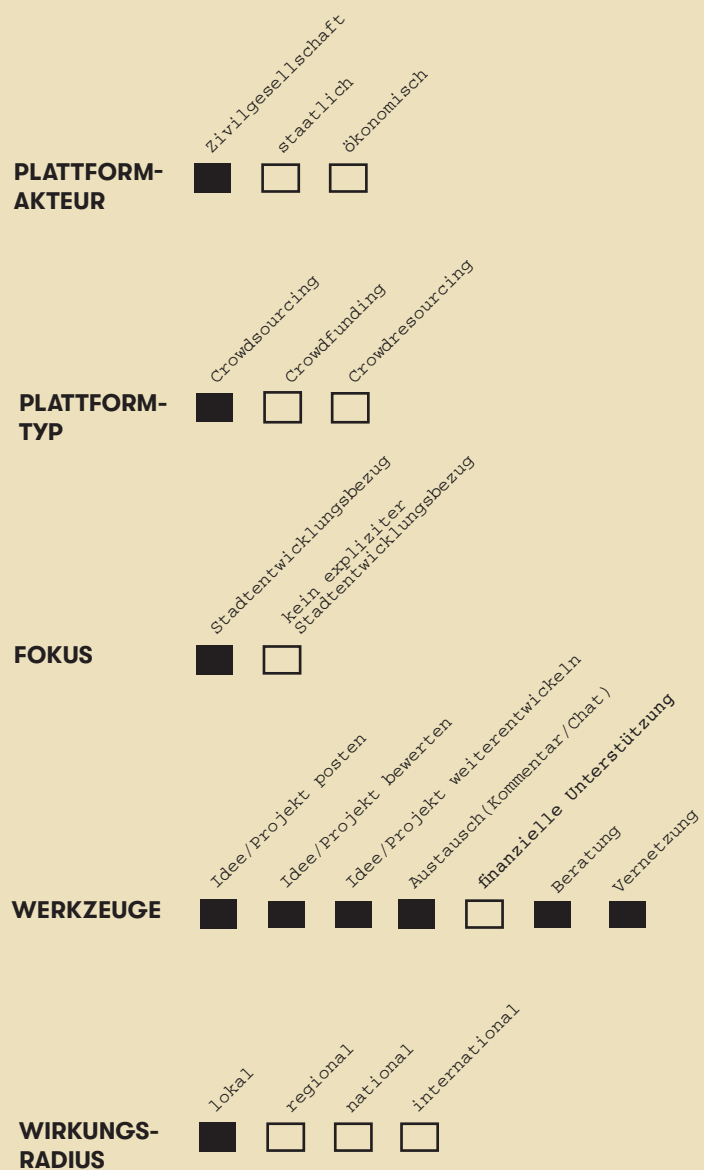 Zivilgesellschaft
staatlich
ökonomisch
PLATTFORM-
AKTEUR
Crowdsourcing
Crowdfunding
Crowdresourcing
PLATTFORM-
TYP
Stadtentwicklungsbezug
kein expliziter
Stadtentwicklungsbezug
FOKUS
Idee/Projekt posten
Idee/Projekt bewerten
Idee/Projekt weiterentwickeln
Austausch(Kommentar/Chat)
finanzielle Unterstützung
Beratung
Vernetzung
WERKZEUGE
lokal
regional
national
international
WIRKUNGS-
RADIUS